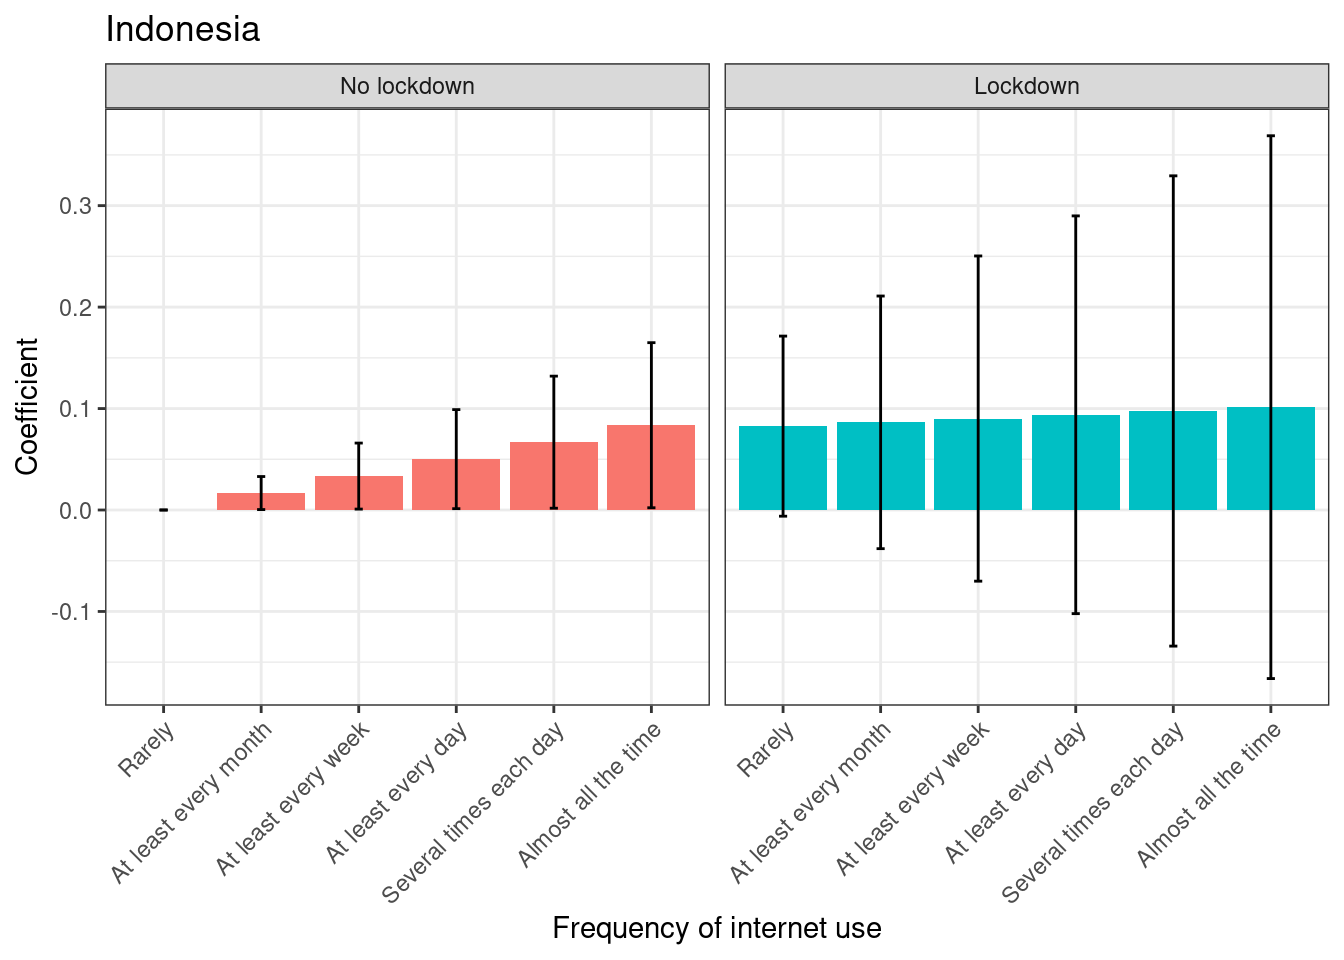 Indonesia
No lockdown
Lockdown
Coefficient
0.3
0.2
0.1
0.0
-0.1
Rarely
At least every month
At least every week
At least every day
Several times each day
Almost all the time
Rarely
At least every month
At least every week
At least every day
Several times each day
Almost all the time
Frequency of internet use